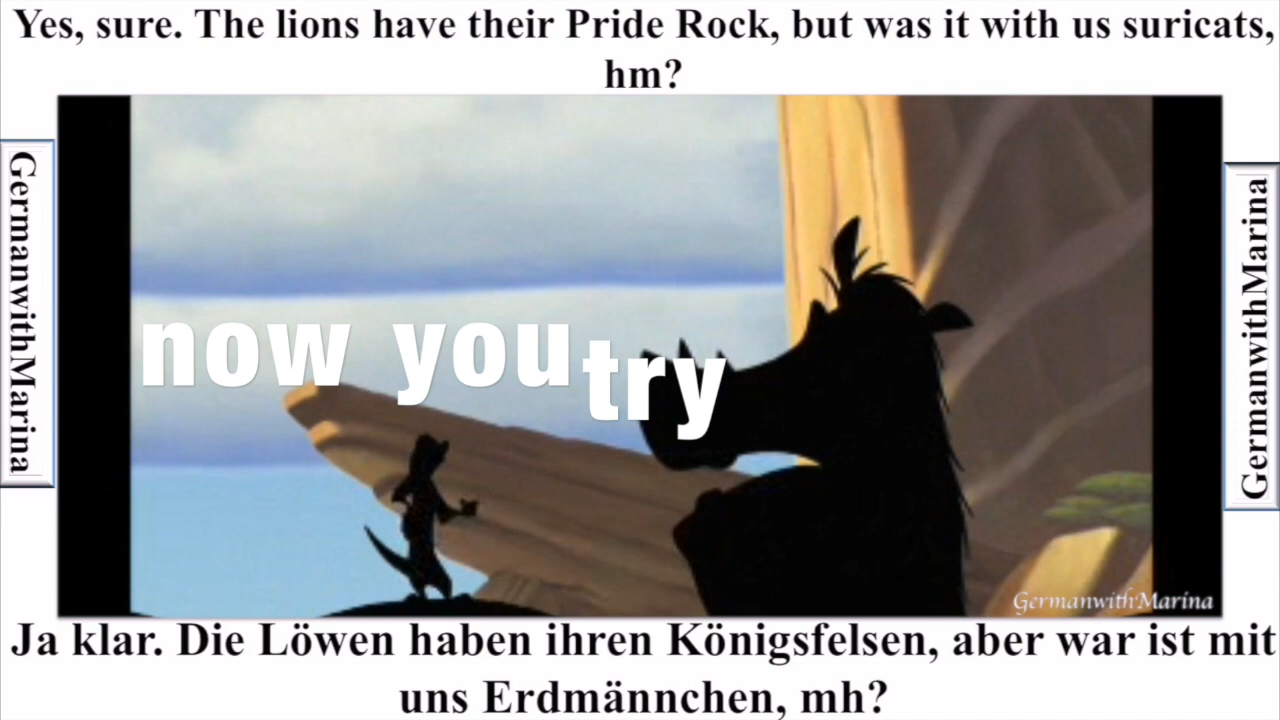 Yes, sure. The lions have their Pride Rock, but was it with us suricats,
hm?
GermanwithMarina
now you try
GermanwithMarina
GermanwithMarina
Ja klar. Die Löwen haben ihren Königsfelsen, aber war ist mit
uns Erdmännchen, mh?